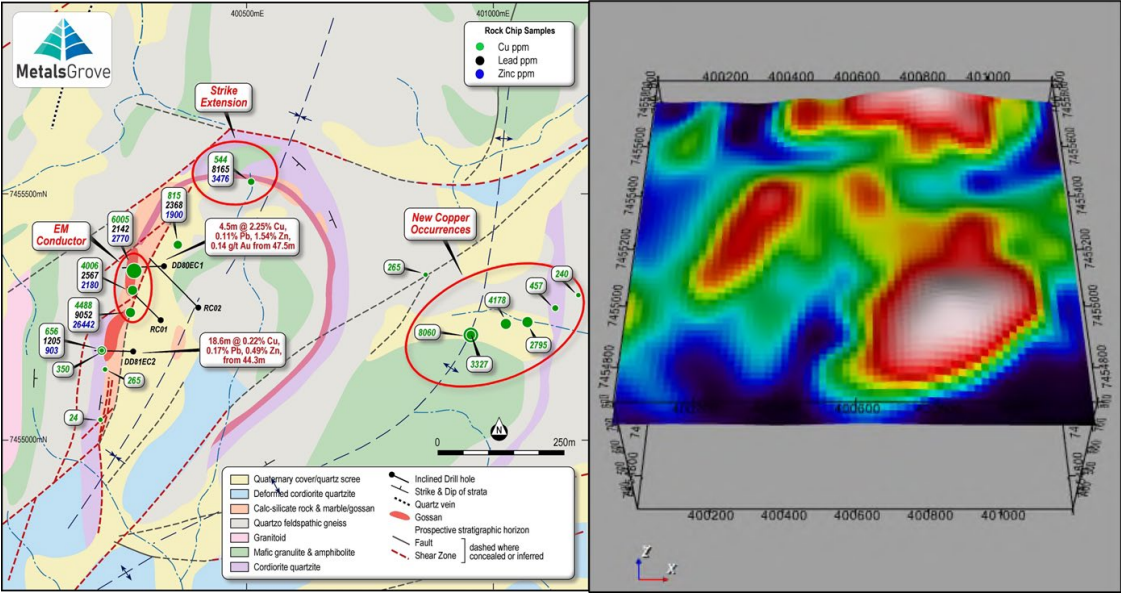 MetalsGrove
400500mE
401000mE
Rock Chip Samples
Cu ppm
Lead ppm
Zinc ppm
Strike
Extension
544
8165
3476
7455500mN
815
2368
1900
6005
2142
2770
EM
Conductor
4.5m @ 2.25% Cu,
0.11% Pb, 1.54% Zn,
0.14 g/t Au from 47.5m
New Copper
Occurrences
4006
2567
2180
DD80EC1
265
240
457
4488
9052
26442
RC02
RC01
4178
656
1205
903
18.6m @ 0.22% Cu,
0.17% Pb, 0.49% Zn,
from 44.3m
8060
2795
3327
DD81EC2
350
265
24
7455000mN
N
0
250m
Quaternary cover/quartz scree
Deformed cordiorite quartzite
Calc-silicate rock & marble/gossan
Quartzo feldspathic gneiss
Granitoid
Mafic granulite & amphibolite
Cordiorite quartzite
Inclined Drill hole
Strike & Dip of strata
Quartz vein
Gossan
Prospective stratigraphic horizon
Fault
Shear Zone
dashed where
concealed or inferred
400200 400400 400600 400800 401000
7455600
7455400
7455200
7455000
7454800
7455600
7455400
7455200
7455000
7454800
400600
400200 400400 400600 400800 401000
Z
X